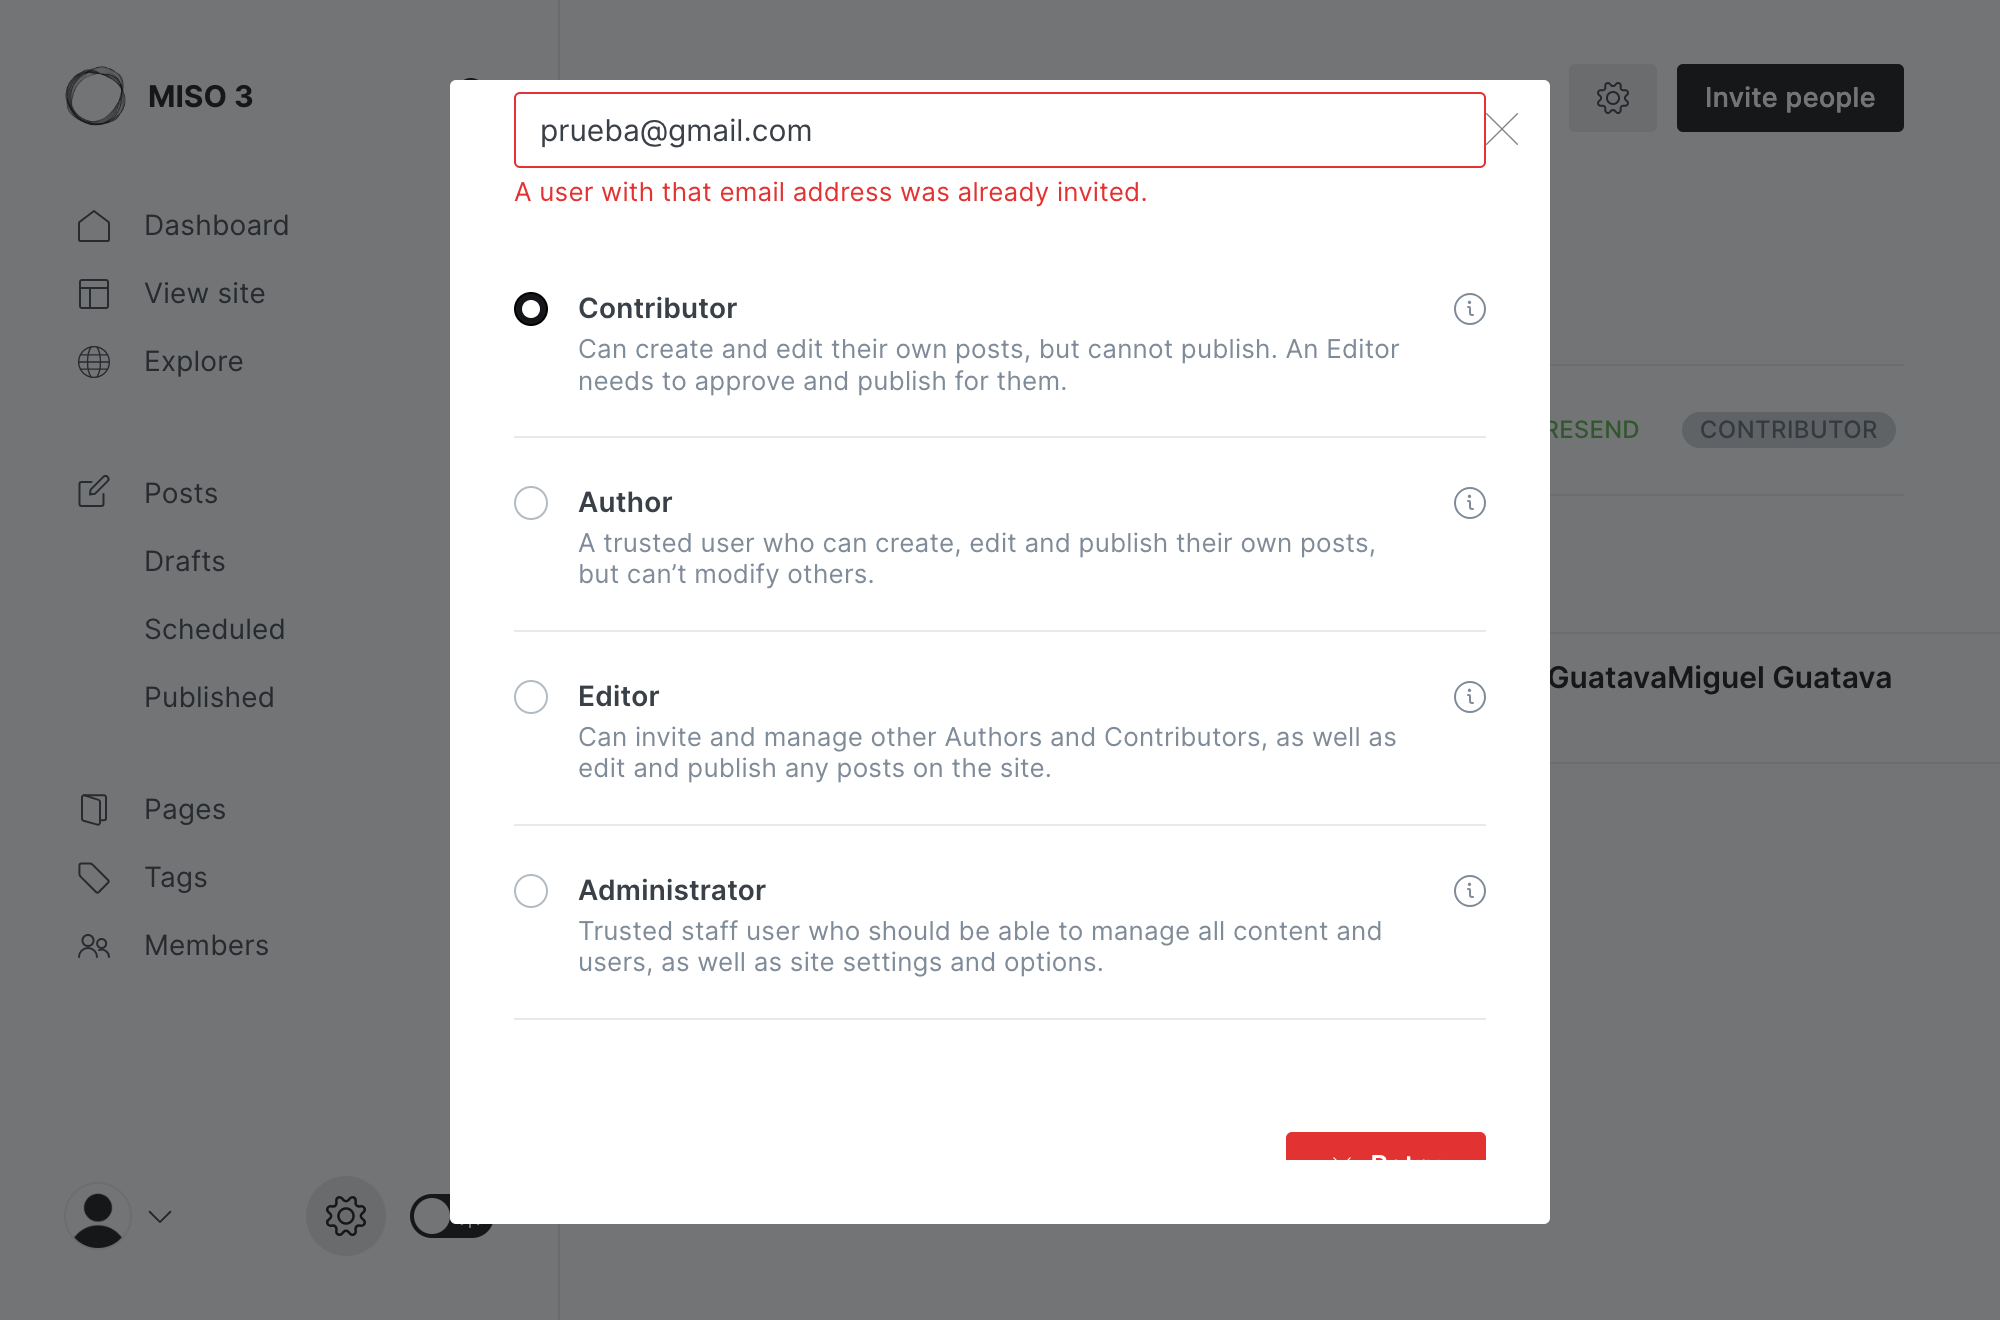 MISO 3
Dashboard
View site
Explore
Posts
Drafts
Scheduled
Published
Pages
Tags
Members
Invite people
prueba@gmail.com
A user with that email address was already invited.
Contributor
Can create and edit their own posts, but cannot publish. An Editor
needs to approve and publish for them.
Author
A trusted user who can create, edit and publish their own posts,
but can’t modify others.
Editor
Can invite and manage other Authors and Contributors, as well as
edit and publish any posts on the site.
Administrator
Trusted staff user who should be able to manage all content and
users, as well as site settings and options.
RESEND
CONTRIBUTOR
GuatavaMiguel Guatava